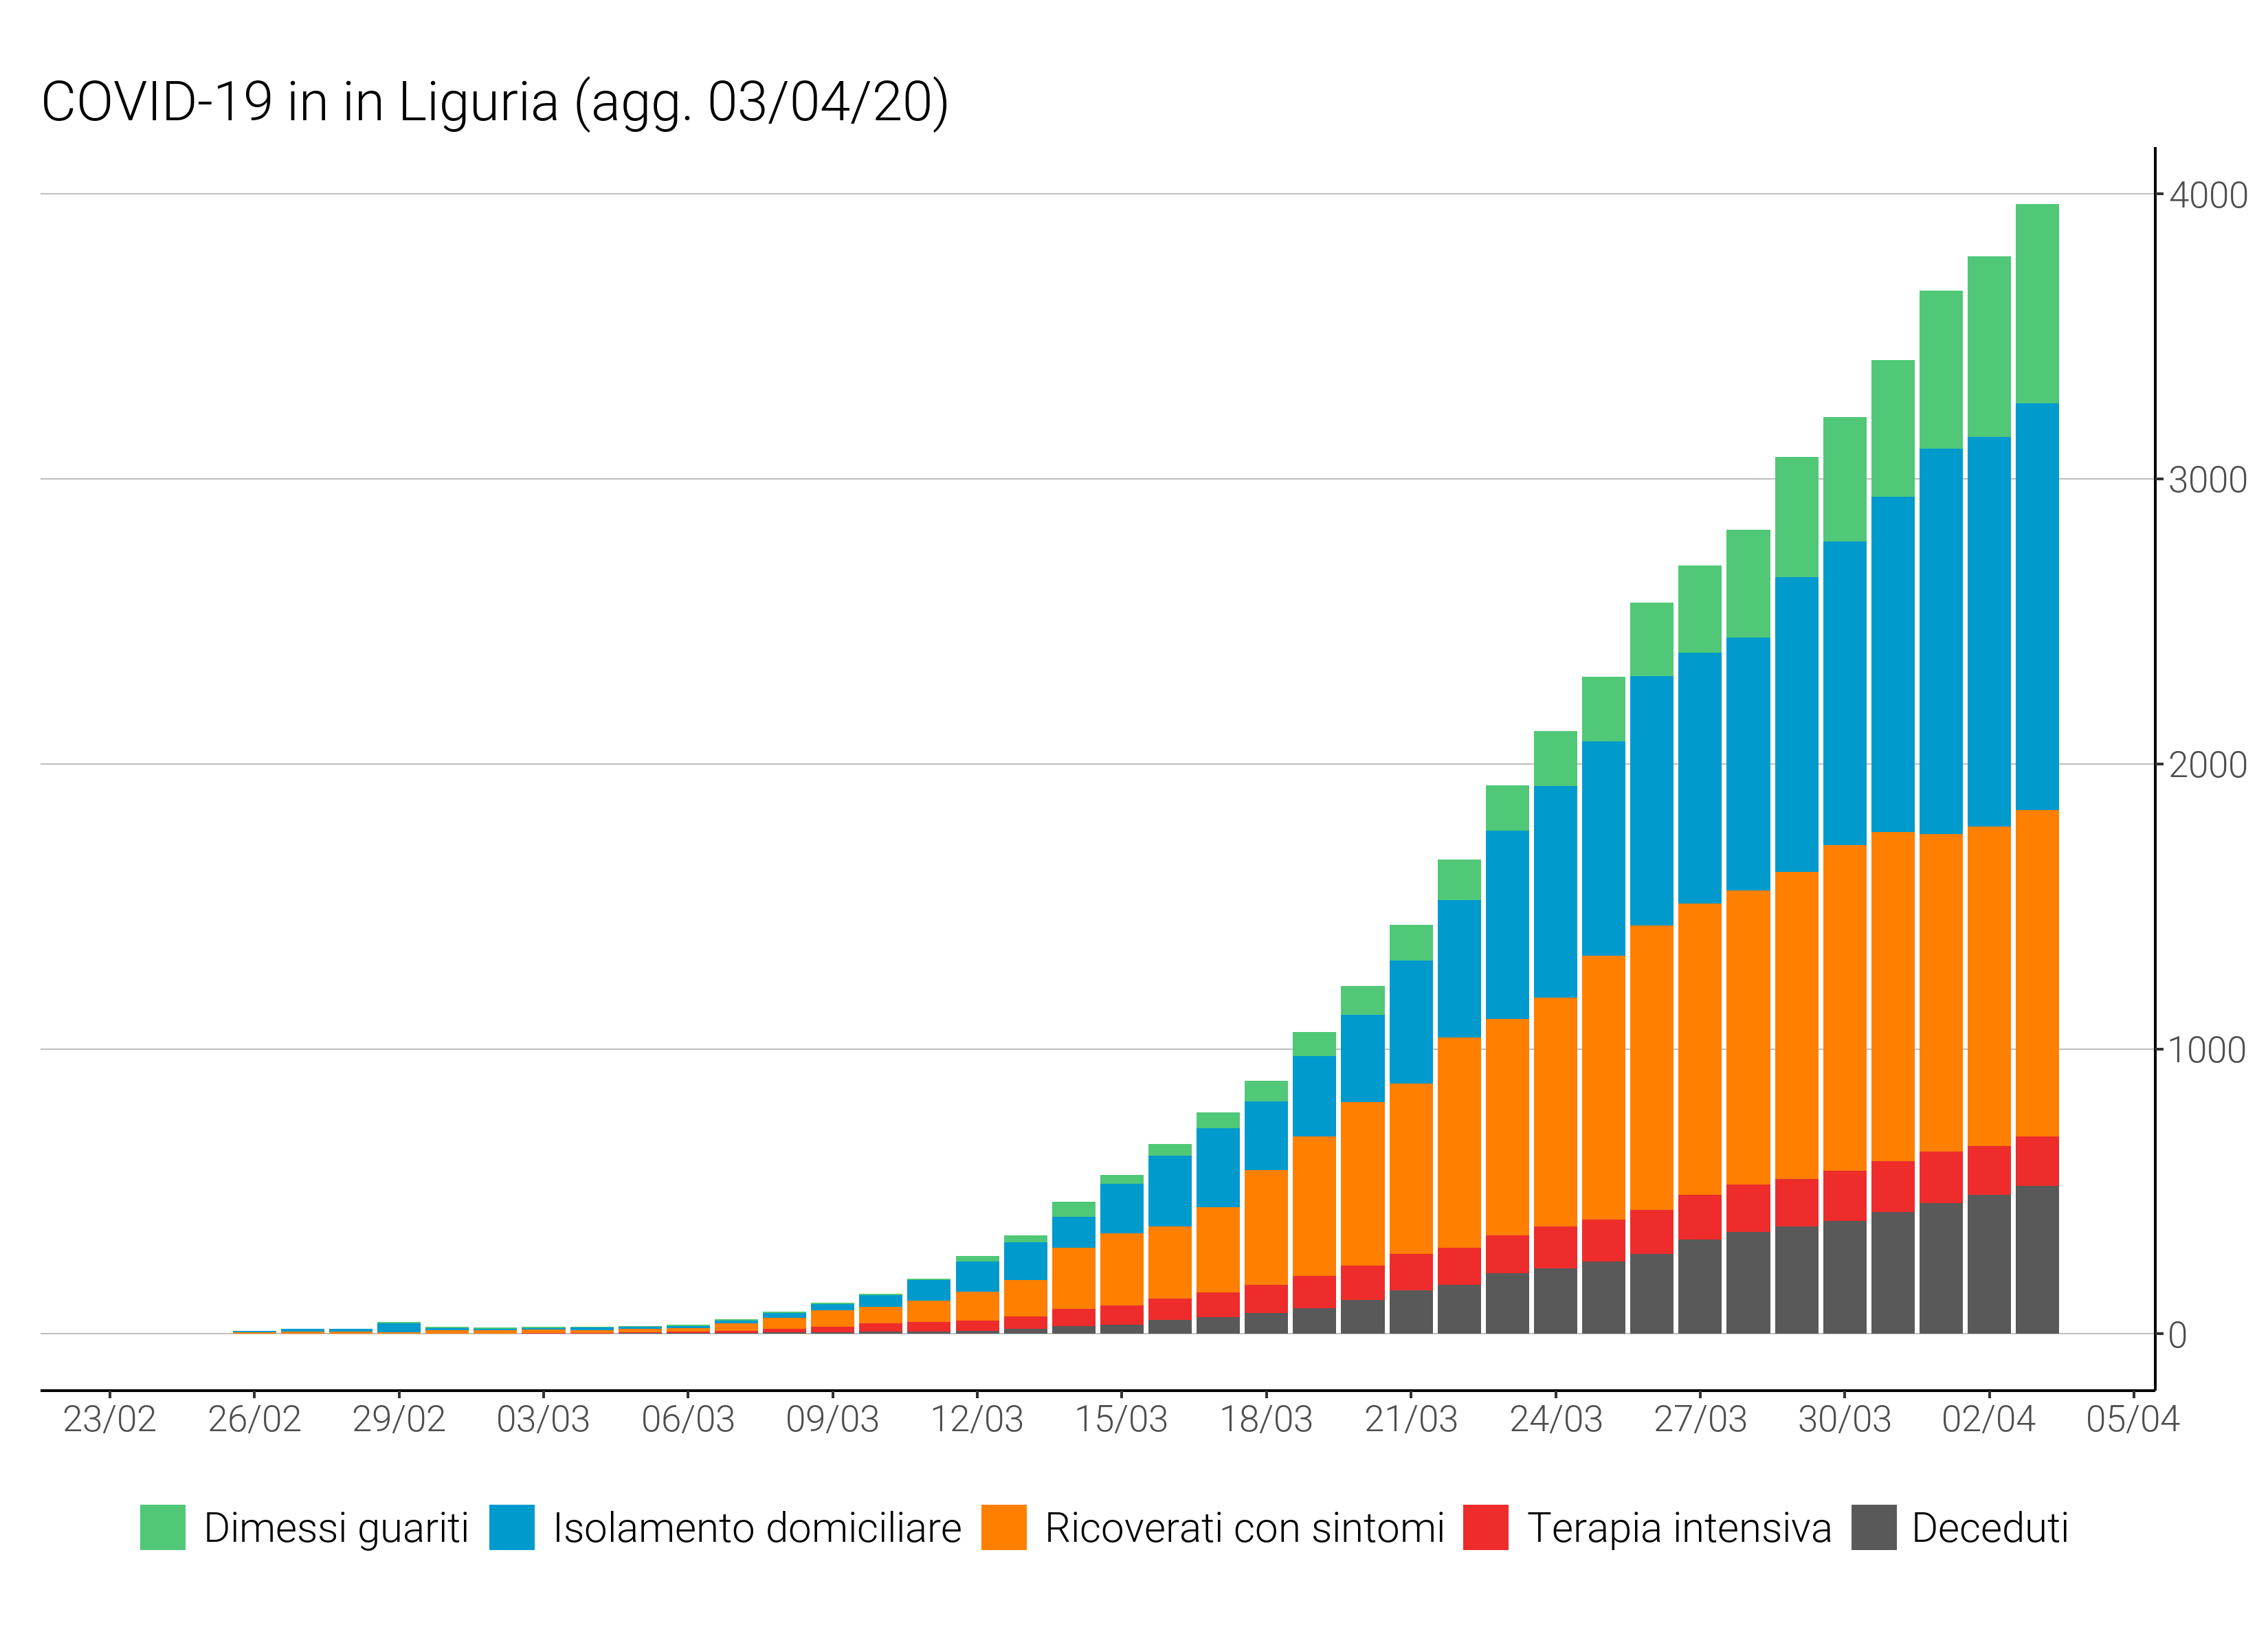 COVID-19 in in Liguria (agg. 03/04/20)
4000
3000
2000
1000
0
23/02 26/02 29/02 03/03 06/03 09/03 12/03 15/03 18/03 21/03 24/03 27/03 30/03 02/04 05/04
Dimessi guariti Isolamento domiciliare Ricoverati con sintomi Terapia intensiva Deceduti